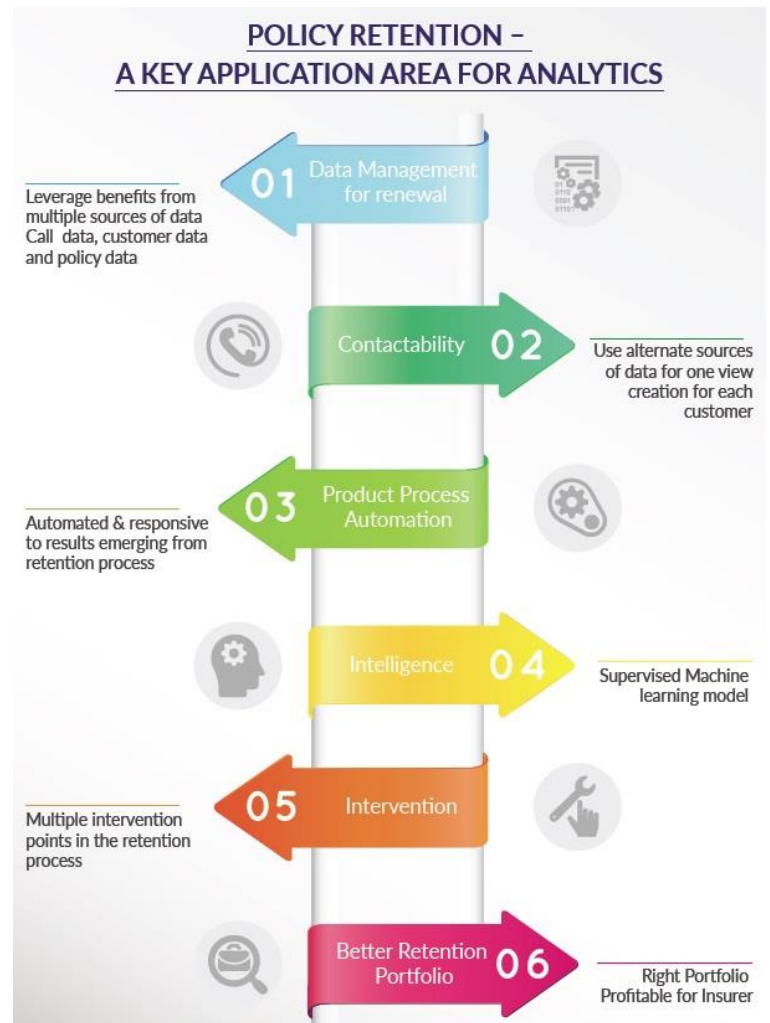 POLICY RETENTION –
A KEY APPLICATION AREA FOR ANALYTICS
01
Data Management
for renewal
Leverage benefits from
multiple sources of data
Call data, customer data
and policy data
01
0110
0001
01101
Contactability
02
Use alternate sources
of data for one view
creation for each
customer
03
Product Process
Automation
Automated & responsive
to results emerging from
retention process
Intelligence
04
Supervised Machine
learning model
05
Intervention
Multiple intervention
points in the retention
process
Better Retention
Portfolio
06
Right Portfolio
Profitable for Insurer